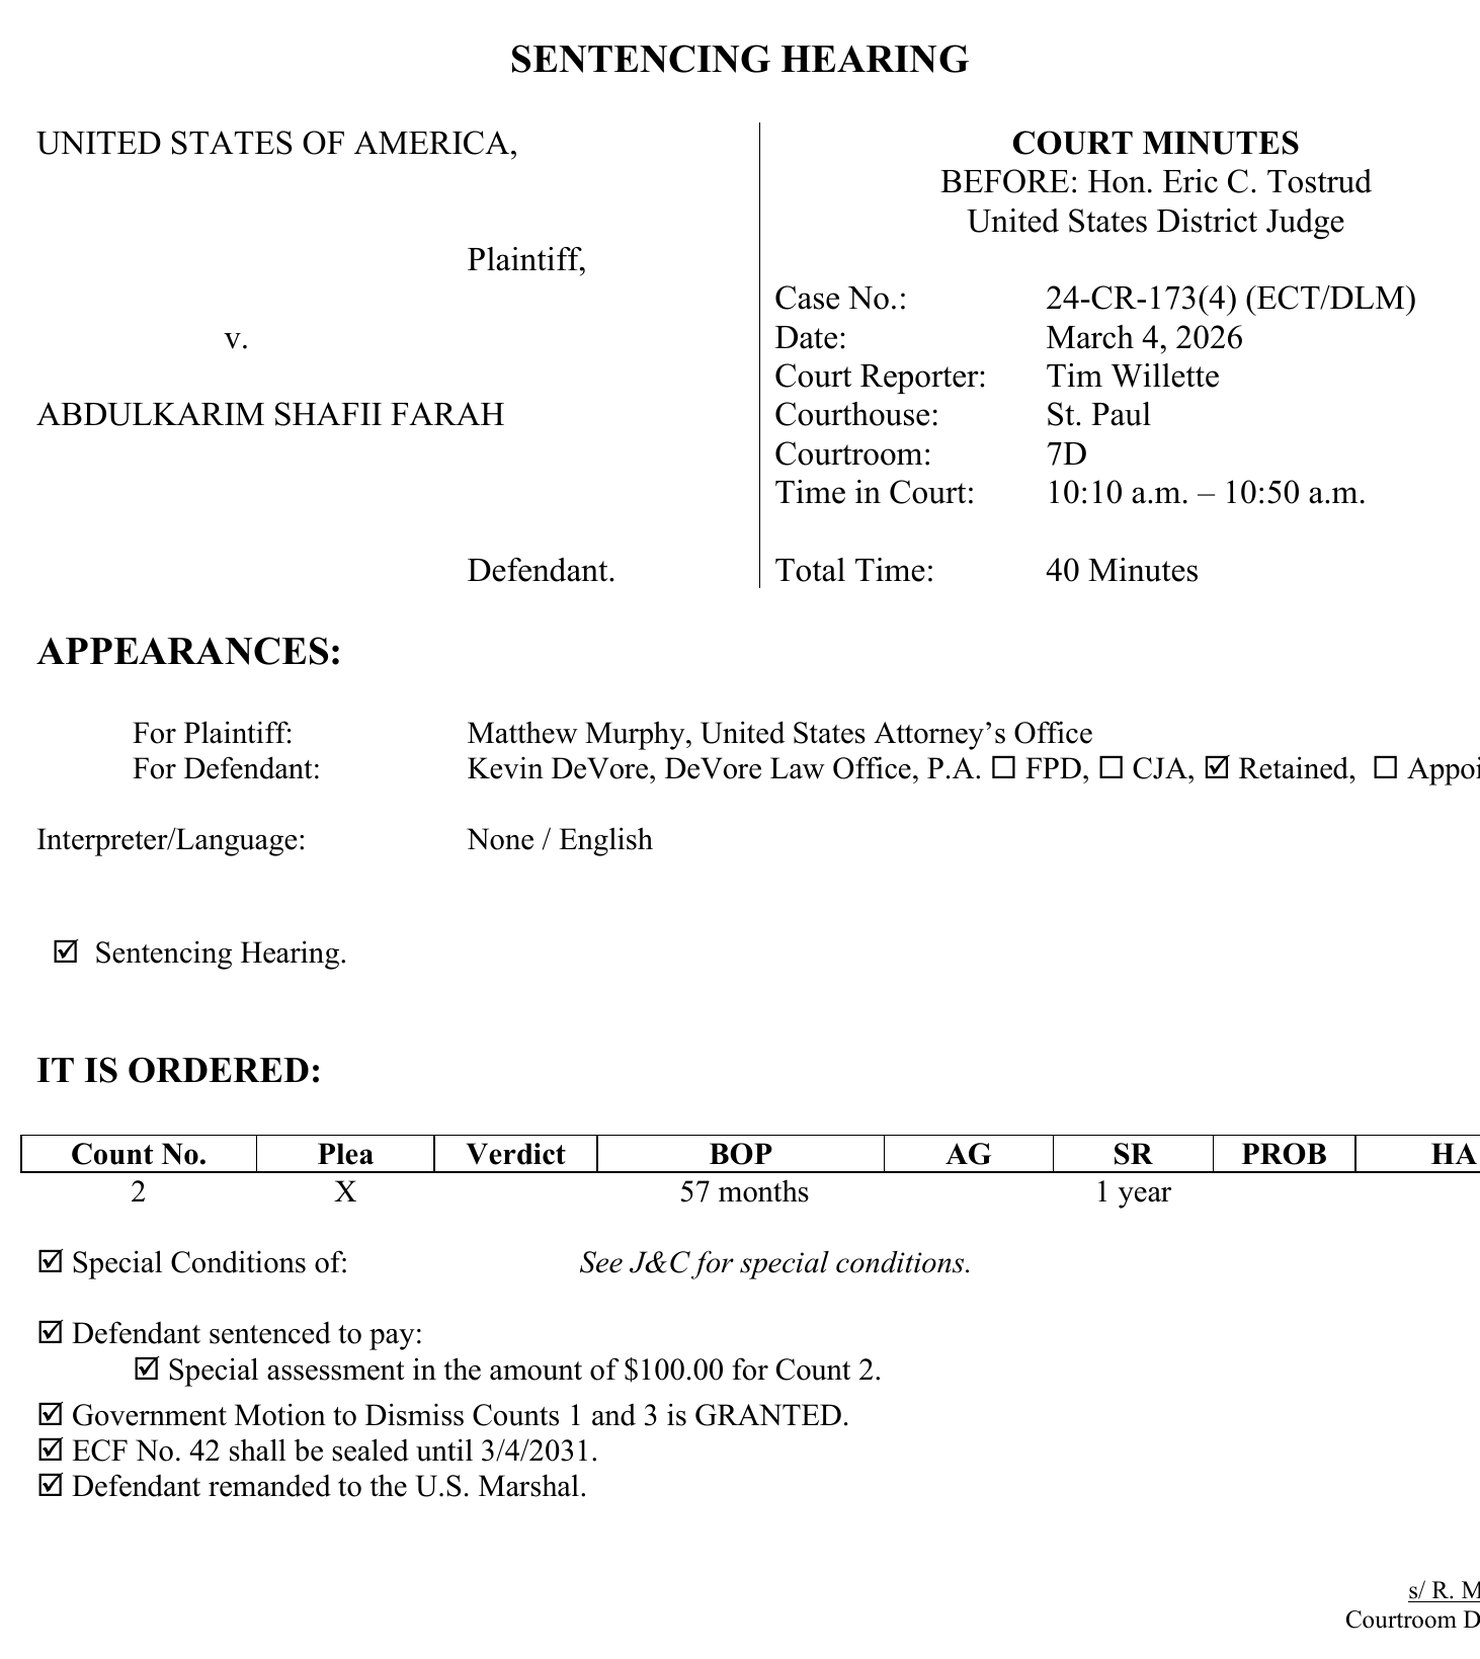 SENTENCING HEARING
UNITED STATES OF AMERICA,
Plaintiff,
v.
ABDULKARIM SHAFII FARAH
Defendant.
COURT MINUTES
BEFORE: Hon. Eric C. Tostrud
United States District Judge
Case No.: 24-CR-173(4) (ECT/DLM)
Date: March 4, 2026
Court Reporter: Tim Willette
Courthouse: St. Paul
Courtroom: 7D
Time in Court: 10:10 a.m. – 10:50 a.m.
Total Time: 40 Minutes
APPEARANCES:
For Plaintiff: Matthew Murphy, United States Attorney’s Office
For Defendant: Kevin DeVore, DeVore Law Office, P.A. ☐ FPD, ☐ CJA, ☑ Retained, ☐ Appoi
Interpreter/Language: None / English
☑ Sentencing Hearing.
IT IS ORDERED:
Count No. Plea Verdict BOP AG SR PROB HA
2 X 57 months 1 year
☑ Special Conditions of: See J&C for special conditions.
☑ Defendant sentenced to pay:
☑ Special assessment in the amount of $100.00 for Count 2.
☑ Government Motion to Dismiss Counts 1 and 3 is GRANTED.
☑ ECF No. 42 shall be sealed until 3/4/2031.
☑ Defendant remanded to the U.S. Marshal.
s/ R. M
Courtroom D